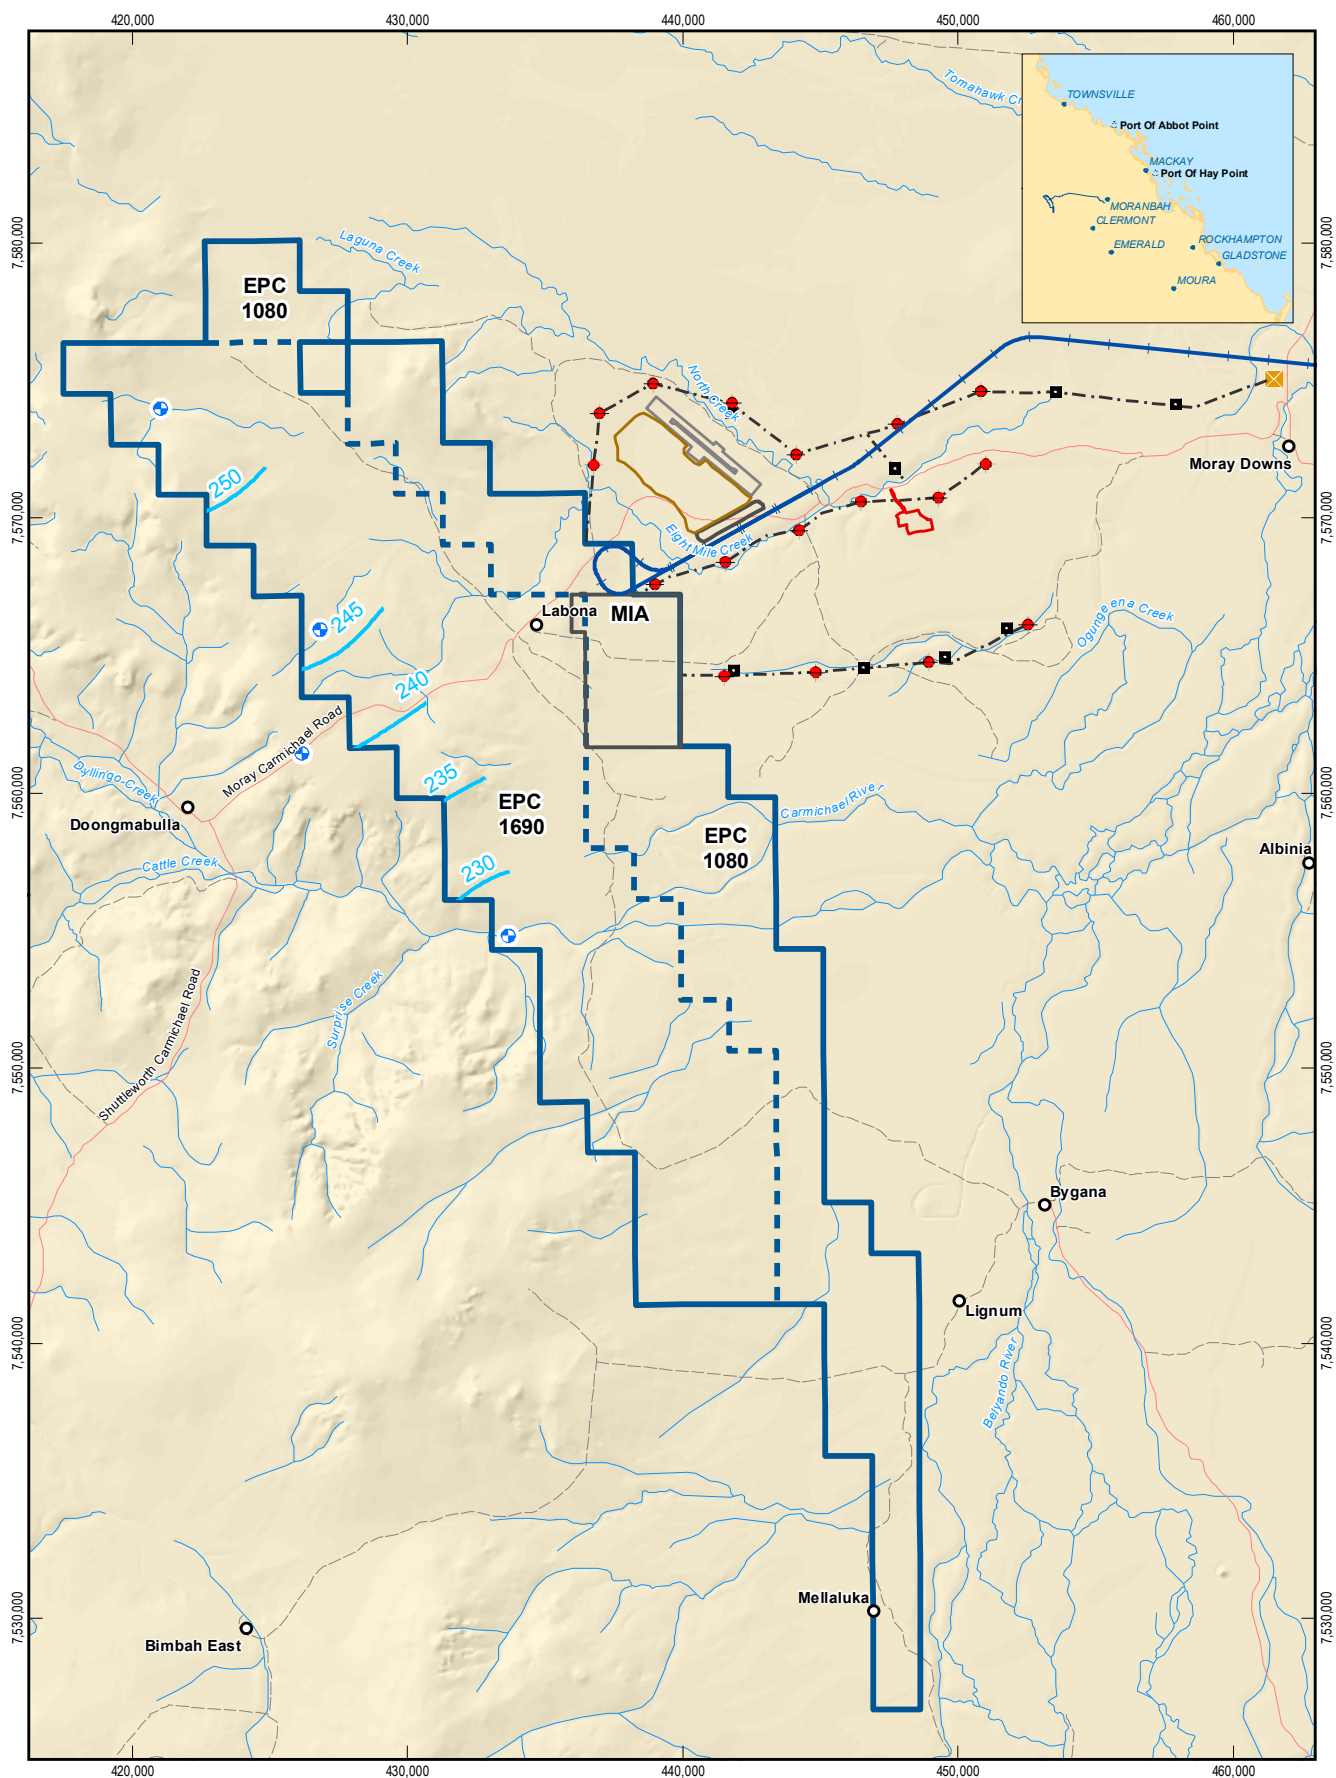 420,000
430,000
440,000
450,000
460,000
Tomahawk Cr
TOWNSVILLE
Port Of Abbot Point
MACKAY
Port Of Hay Point
MORANBAH
CLERMONT
EMERALD
ROCKHAMPTON
GLADSTONE
MOURA
7,580,000
7,580,000
Laguna Creek
EPC
1080
North Creek
Moray Downs
250
7,570,000
7,570,000
Eight Mile Creek
Labona
MIA
245
Ogungeena Creek
240
Moray Carmichael Road
Dyllingo Creek
235
7,560,000
7,560,000
EPC
1690
Carmichael River
Doongmabulla
EPC
1080
Albinia
Cattle Creek
230
Surprise Creek
Shuttleworth Carmichael Road
7,550,000
7,550,000
Bygana
Lignum
7,540,000
7,540,000
Belyando River
Mellaluka
7,530,000
7,530,000
Bimbah East
420,000
430,000
440,000
450,000
460,000